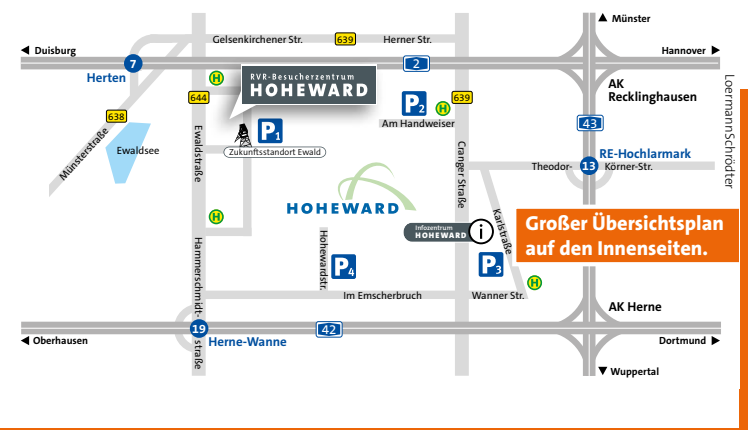 Münster
Gelsenkirchener Str.
639
Herner Str.
Duisburg
Hannover
7
2
Herten
H
RVR-Besucherzentrum
HOHEWARD
AK
Recklinghausen
644
P2
H
639
638
Am Handweiser
43
LoermannSchrödter
P1
Ewaldsee
Ewaldstraße
Münsterstraße
Zukunftsstandort Ewald
RE-Hochlarmark
Theodor-
13
Körner-Str.
Cranger Straße
HOHEWARD
H
Karlstraße
Infozentrum
HOHEWARD
i
Großer Übersichtsplan
auf den Innenseiten.
Hohewardstr.
P4
P3
H
Hammerschmidt-
straße
Im Emscherbruch
Wanner Str.
AK Herne
19
42
Oberhausen
Herne-Wanne
Dortmund
Wuppertal